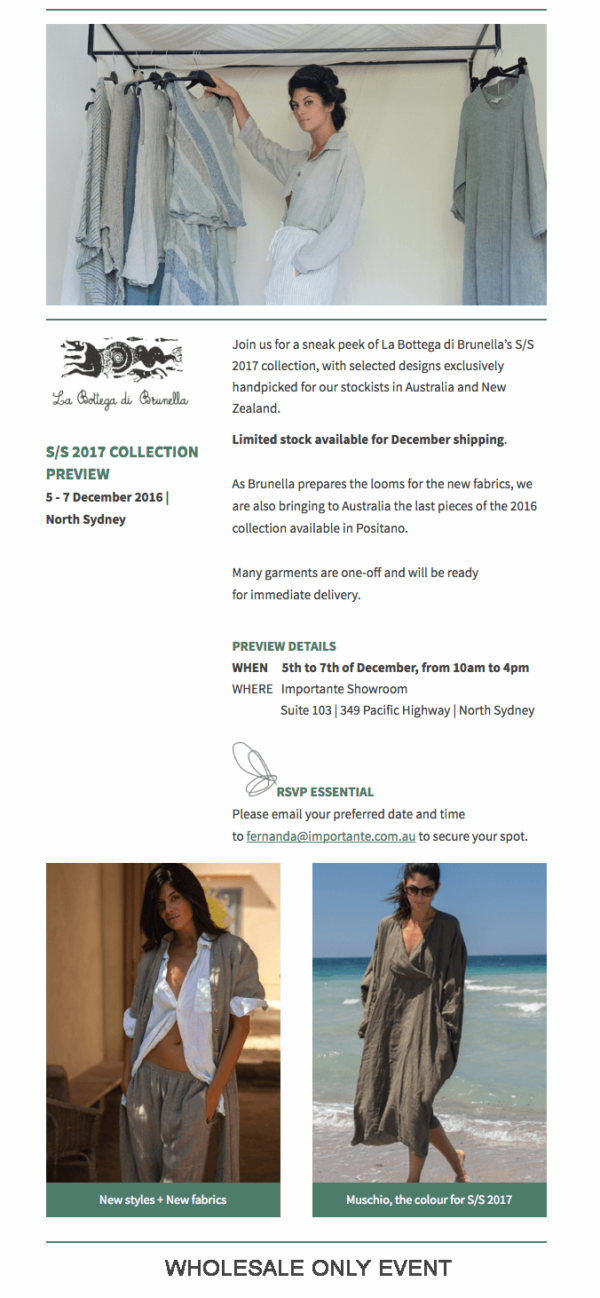 La Bottega di Brunella
S/S 2017 COLLECTION
PREVIEW
5 - 7 December 2016 |
North Sydney
Join us for a sneak peek of La Bottega di Brunella's S/S
2017 collection, with selected designs exclusively
handpicked for our stockists in Australia and New
Zealand.
Limited stock available for December shipping.
As Brunella prepares the looms for the new fabrics, we
are also bringing to Australia the last pieces of the 2016
collection available in Positano.
Many garments are one-off and will be ready
for immediate delivery.
PREVIEW DETAILS
WHEN 5th to 7th of December, from 10am to 4pm
WHERE Importante Showroom
Suite 103 | 349 Pacific Highway | North Sydney
RSVP ESSENTIAL
Please email your preferred date and time
to fernanda@importante.com.au to secure your spot.
New styles + New fabrics
Muschio, the colour for S/S 2017
WHOLESALE ONLY EVENT